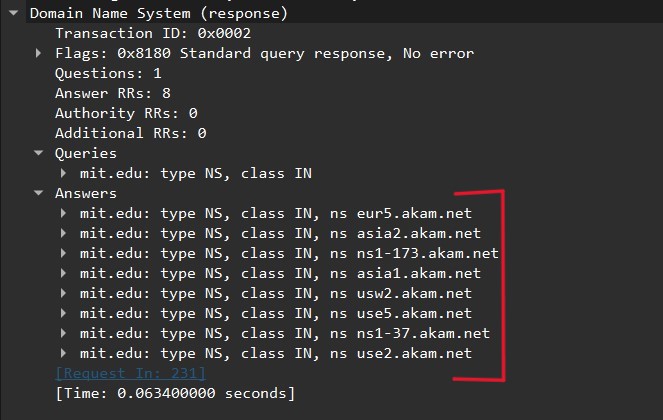 Domain Name System (response)
Transaction ID: 0x0002
Flags: 0x8180 Standard query response, No error
Questions: 1
Answer RRs: 8
Authority RRs: 0
Additional RRs: 0
Queries
mit.edu: type NS, class IN
Answers
mit.edu: type NS, class IN, ns eur5.akam.net
mit.edu: type NS, class IN, ns asia2.akam.net
mit.edu: type NS, class IN, ns ns1-173.akam.net
mit.edu: type NS, class IN, ns asia1.akam.net
mit.edu: type NS, class IN, ns usw2.akam.net
mit.edu: type NS, class IN, ns use5.akam.net
mit.edu: type NS, class IN, ns ns1-37.akam.net
mit.edu: type NS, class IN, ns use2.akam.net
[Request In: 231]
[Time: 0.063400000 seconds]